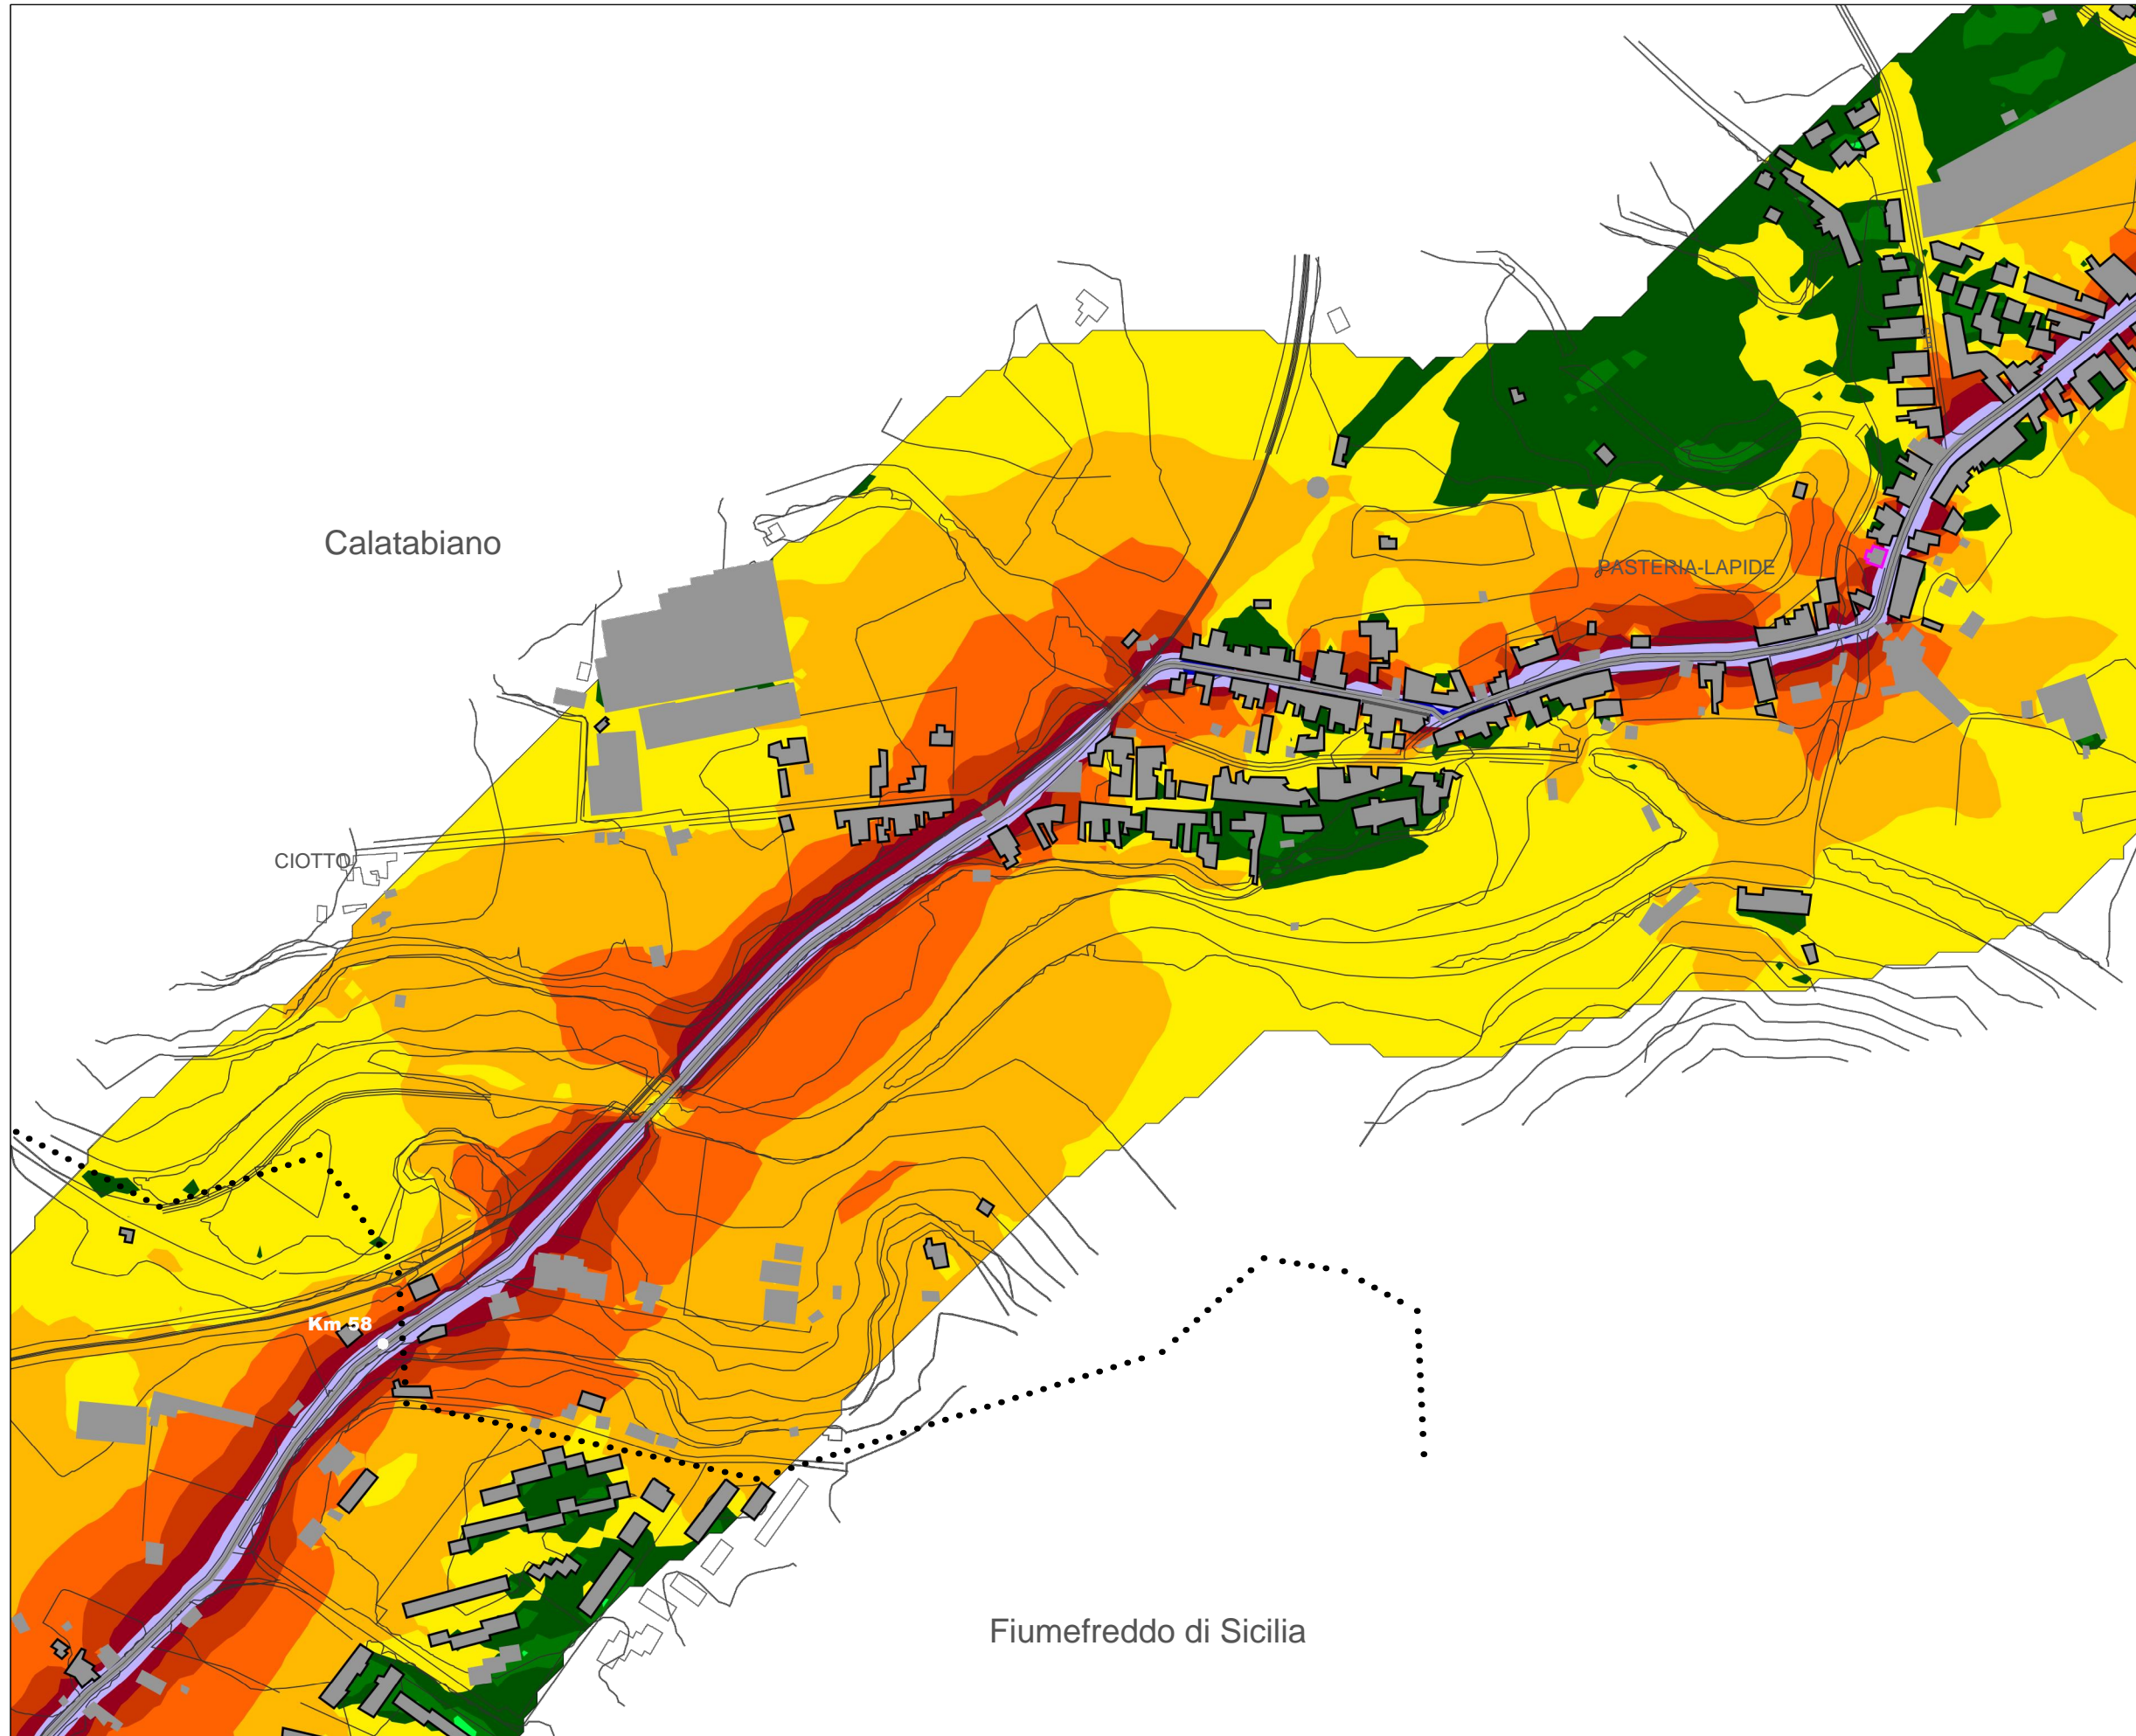 Calatabiano
PASTERIA-LAPIDE
CIOTTO
Km 58
Fiumefreddo di Sicilia